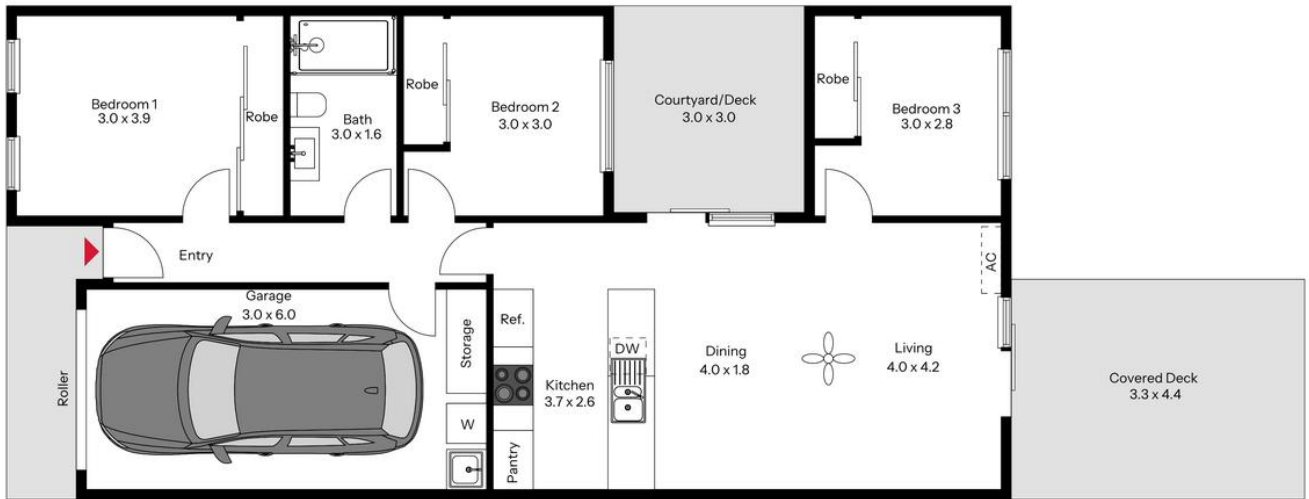 Bedroom 1
3.0 x 3.9
Robe
Bath
3.0 x 1.6
Robe
Bedroom 2
3.0 x 3.0
Courtyard/Deck
3.0 x 3.0
Robe
Bedroom 3
3.0 x 2.8
Entry
AC
Garage
3.0 x 6.0
Roller
Storage
W
Ref.
Pantry
Kitchen
3.7 x 2.6
DW
Dining
4.0 x 1.8
Living
4.0 x 4.2
Covered Deck
3.3 x 4.4